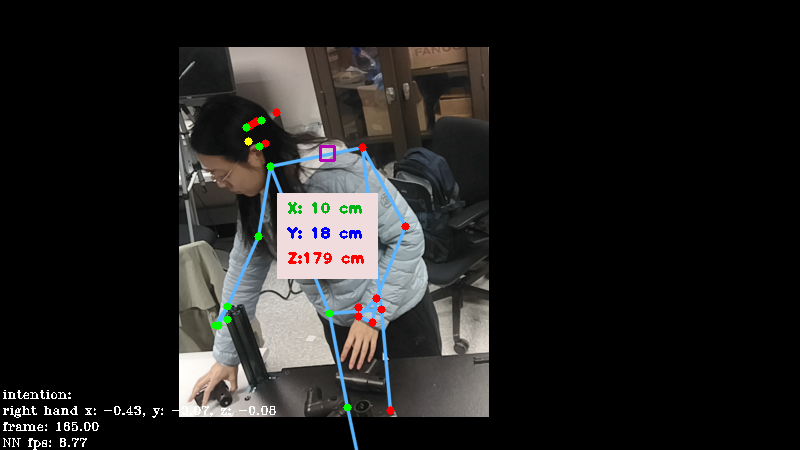 FANUC
X: 10 cm
Y: 18 cm
Z:179 cm
intention:
right hand x: -0.43, y: -0.97, z: -0.08
frame: 165.00
NN fps: 8.77